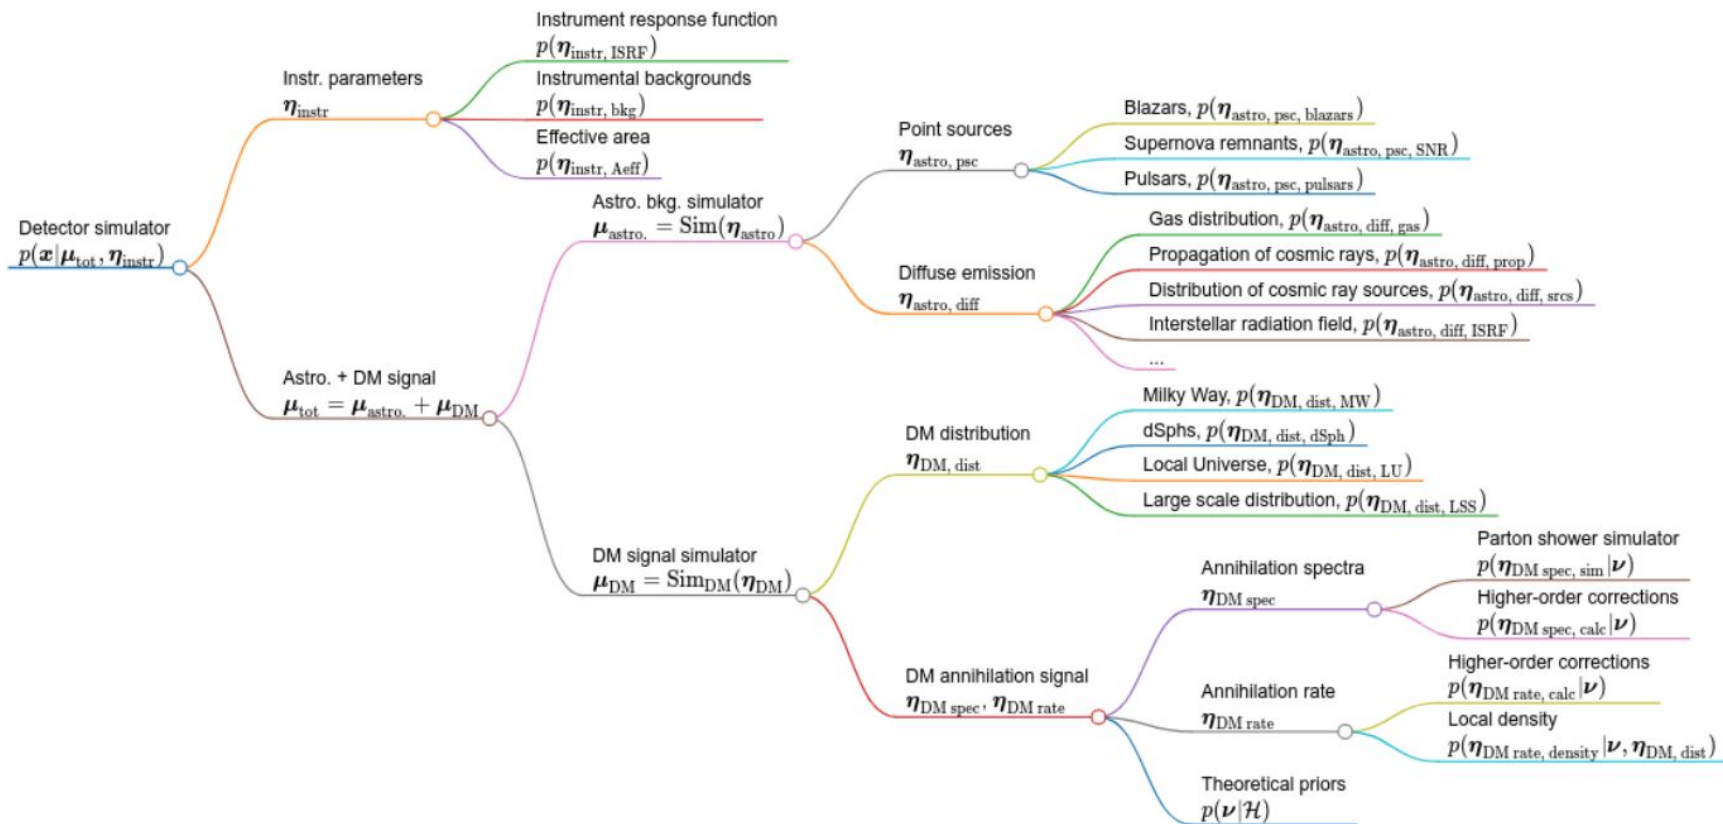 Detector simulator
p(x|μ_tot, η_instr)
Instr. parameters
η_instr
Instrument response function
p(η_instr, ISRF)
Instrumental backgrounds
p(η_instr, bkg)
Effective area
p(η_instr, Aeff)
Astro. + DM signal
μ_tot = μ_astro. + μ_DM
Astro. bkg. simulator
μ_astro. = Sim(η_astro)
Point sources
η_astro, psc
Blazars, p(η_astro, psc, blazars)
Supernova remnants, p(η_astro, psc, SNR)
Pulsars, p(η_astro, psc, pulsars)
Diffuse emission
η_astro, diff
Gas distribution, p(η_astro, diff, gas)
Propagation of cosmic rays, p(η_astro, diff, prop)
Distribution of cosmic ray sources, p(η_astro, diff, srcs)
Interstellar radiation field, p(η_astro, diff, ISRF)
...
DM signal simulator
μ_DM = Sim_DM(η_DM)
DM distribution
η_DM, dist
Milky Way, p(η_DM, dist, MW)
dSphs, p(η_DM, dist, dSph)
Local Universe, p(η_DM, dist, LU)
Large scale distribution, p(η_DM, dist, LSS)
DM annihilation signal
η_DM spec, η_DM rate
Annihilation spectra
η_DM spec
Parton shower simulator
p(η_DM spec, sim|ν)
Higher-order corrections
p(η_DM spec, calc|ν)
Annihilation rate
η_DM rate
Higher-order corrections
p(η_DM rate, calc|ν)
Local density
p(η_DM rate, density|ν, η_DM, dist)
Theoretical priors
p(ν|ℋ)